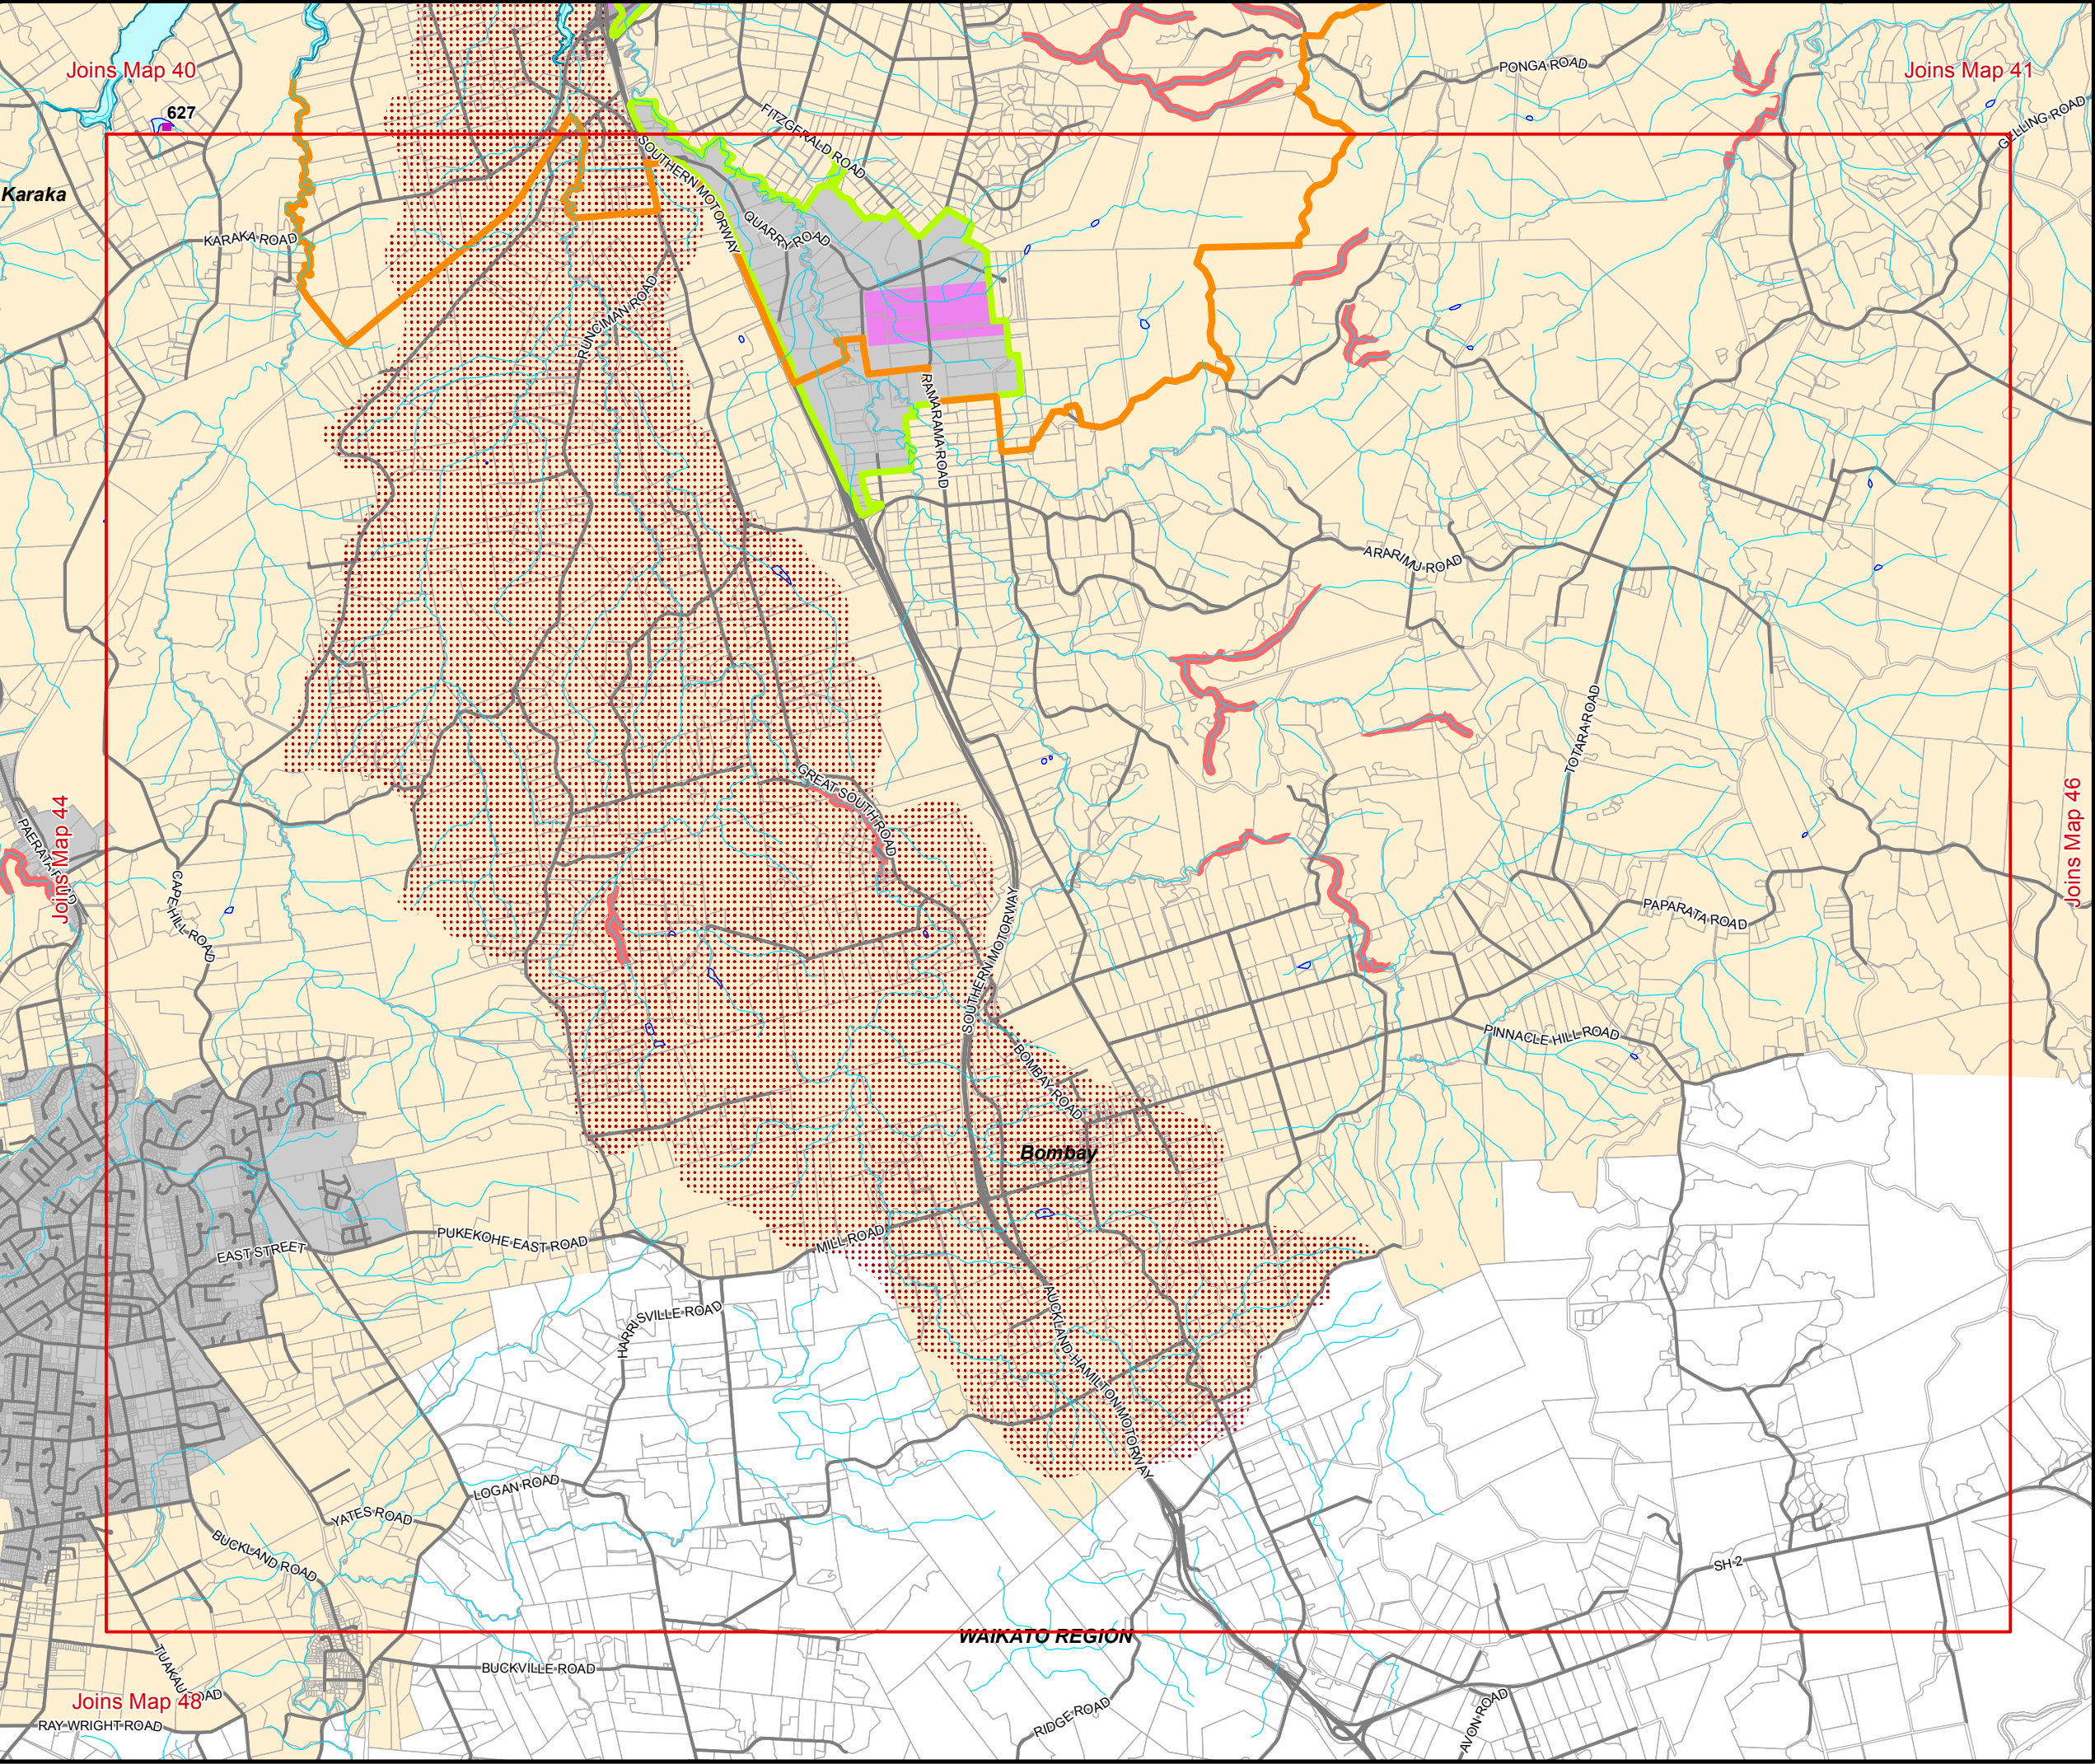 Joins Map 40
627
Karaka
KARAKA ROAD
FITZGERALD ROAD
PONGA ROAD
Joins Map 41
GELLING ROAD
SOUTHERN MOTORWAY
QUARRY ROAD
RUNCIMAN ROAD
RAMARAMA ROAD
ARARIMU ROAD
TOTARA ROAD
GREAT SOUTH ROAD
Joins Map 44
Joins Map 46
CAPE HILL ROAD
PAPARATA ROAD
SOUTHERN MOTORWAY
PINNACLE HILL ROAD
BOMBAY ROAD
Bombay
PUKEKOHE EAST ROAD
EAST STREET
MILL ROAD
HARRISVILLE ROAD
AUCKLAND-HAMILTON MOTORWAY
LOGAN ROAD
YATES ROAD
BUCKLAND ROAD
SH 2
WAIKATO REGION
BUCKVILLE ROAD
TUAKAU ROAD
Joins Map 48
RAY WRIGHT ROAD
RIDGE ROAD
AVON ROAD